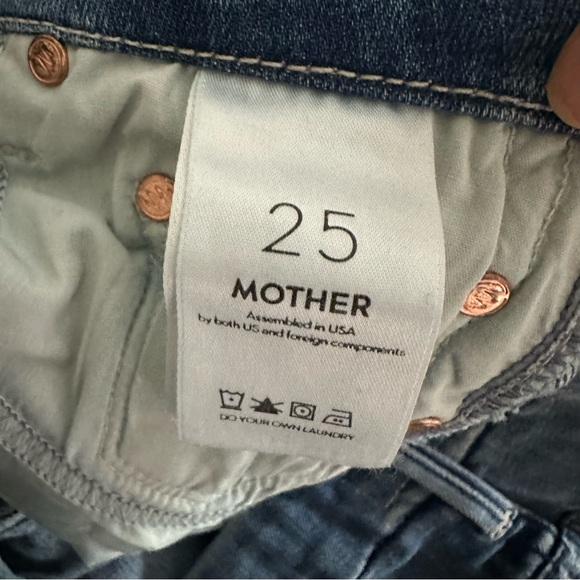 25
MOTHER
Assembled in USA
by both US and foreign components
DO YOUR OWN LAUNDRY